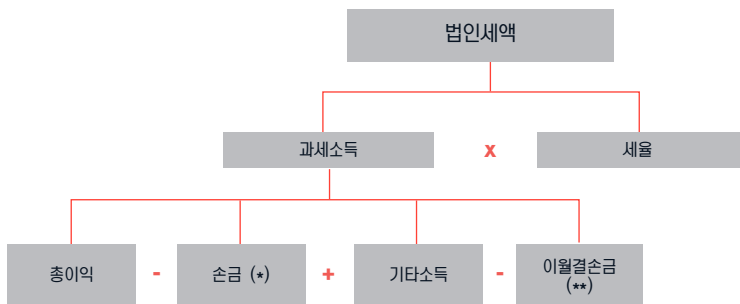 법인세액
과세소득 x 세율
총이익 - 손금 (*) + 기타소득 - 이월결손금
(**)